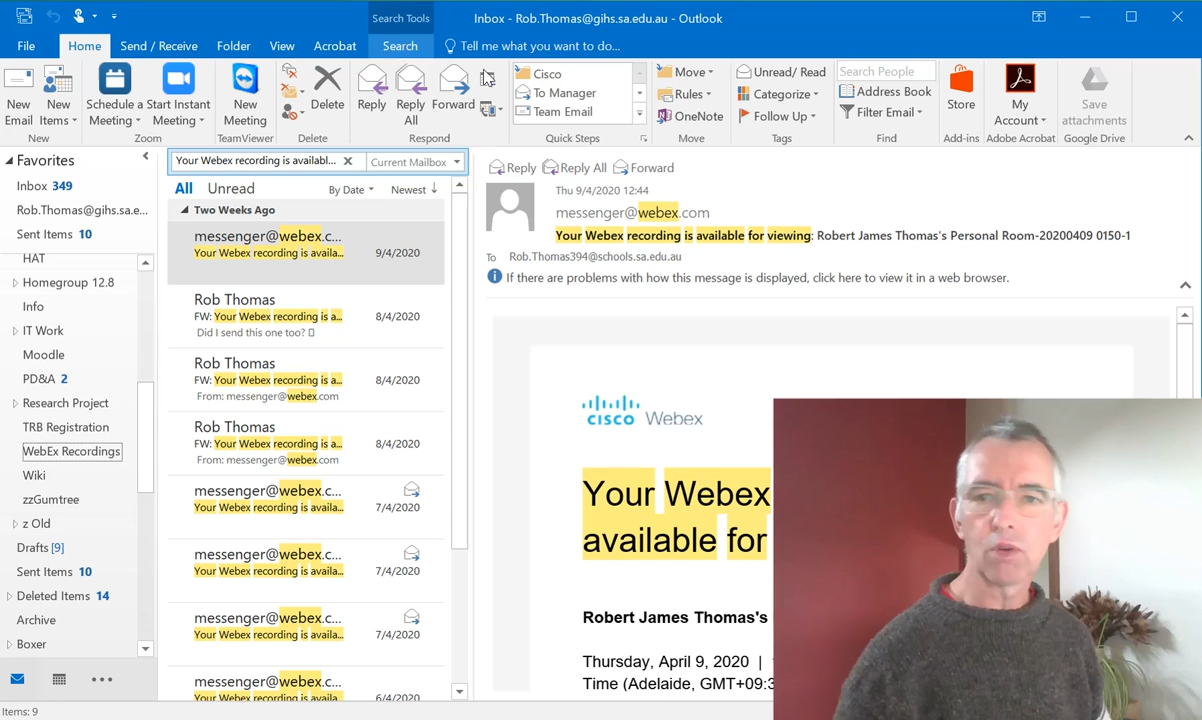 Search Tools
Inbox - Rob.Thomas@gihs.sa.edu.au - Outlook
File
Home
Send / Receive
Folder
View
Acrobat
Search
Tell me what you want to do...
New Email
New Items
New
Schedule a Meeting
Start Instant Meeting
Zoom
New Meeting
TeamViewer
Delete
Delete
Reply
Reply All
Forward
Respond
Cisco
To Manager
Team Email
Quick Steps
Move
Rules
OneNote
Move
Unread/ Read
Categorize
Follow Up
Tags
Search People
Address Book
Filter Email
Find
Store
Add-ins
My Account
Adobe Acrobat
Save attachments
Google Drive
Favorites
Inbox 349
Rob.Thomas@gihs.sa.e...
Sent Items 10
HAT
Homegroup 12.8
Info
IT Work
Moodle
PD&A 2
Research Project
TRB Registration
WebEx Recordings
Wiki
zzGumtree
z Old
Drafts [9]
Sent Items 10
Deleted Items 14
Archive
Boxer
Items: 9
Your Webex recording is availabl...
Current Mailbox
All
Unread
By Date
Newest
Two Weeks Ago
messenger@webex.c...
Your Webex recording is availa... 9/4/2020
Rob Thomas
FW: Your Webex recording is a... 8/4/2020
Did I send this one too?
Rob Thomas
FW: Your Webex recording is a... 8/4/2020
From: messenger@webex.com
Rob Thomas
FW: Your Webex recording is a... 8/4/2020
From: messenger@webex.com
messenger@webex.c...
Your Webex recording is availa... 7/4/2020
messenger@webex.c...
Your Webex recording is availa... 7/4/2020
messenger@webex.c...
Your Webex recording is availa... 7/4/2020
messenger@webex.c...
Your Webex recording is availa... 6/4/2020
Reply
Reply All
Forward
Thu 9/4/2020 12:44
messenger@webex.com
Your Webex recording is available for viewing: Robert James Thomas's Personal Room-20200409 0150-1
To Rob.Thomas394@schools.sa.edu.au
If there are problems with how this message is displayed, click here to view it in a web browser.
cisco Webex
Your Webex
available for
Robert James Thomas's
Thursday, April 9, 2020 |
Time (Adelaide, GMT+09:3